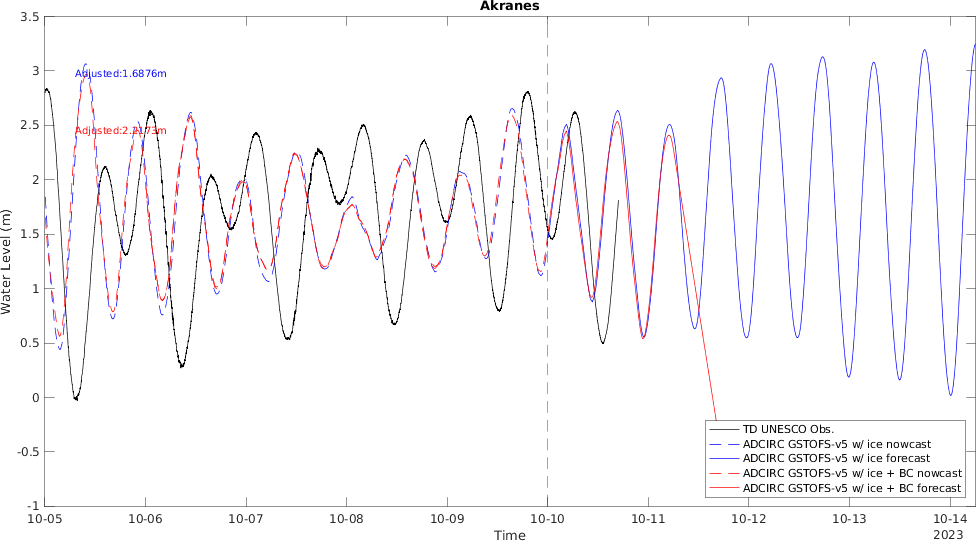 Akranes
3.5
3
2.5
2
1.5
1
0.5
0
-0.5
-1
Water Level (m)
Adjusted:1.6876m
Adjusted:2.2173m
TD UNESCO Obs.
ADCIRC GSTOFS-v5 w/ ice nowcast
ADCIRC GSTOFS-v5 w/ ice forecast
ADCIRC GSTOFS-v5 w/ ice + BC nowcast
ADCIRC GSTOFS-v5 w/ ice + BC forecast
10-05 10-06 10-07 10-08 10-09 10-10 10-11 10-12 10-13 10-14
Time
2023